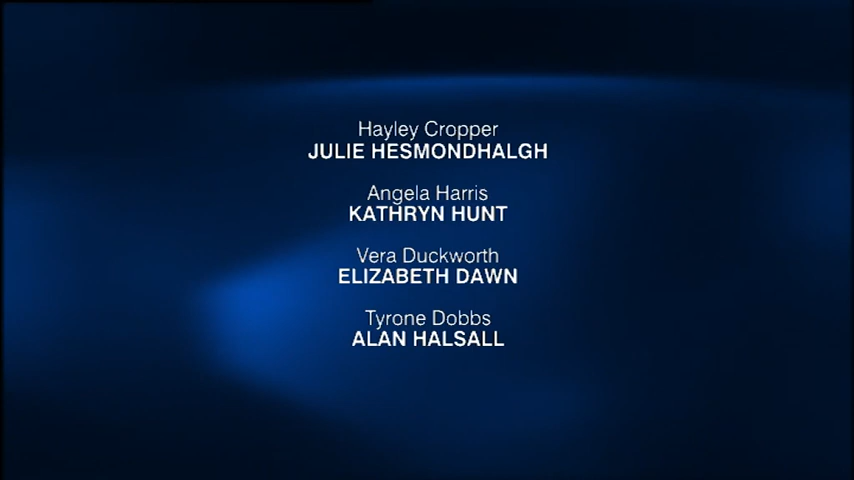 Hayley Cropper
JULIE HESMONDHALGH
Angela Harris
KATHRYN HUNT
Vera Duckworth
ELIZABETH DAWN
Tyrone Dobbs
ALAN HALSALL